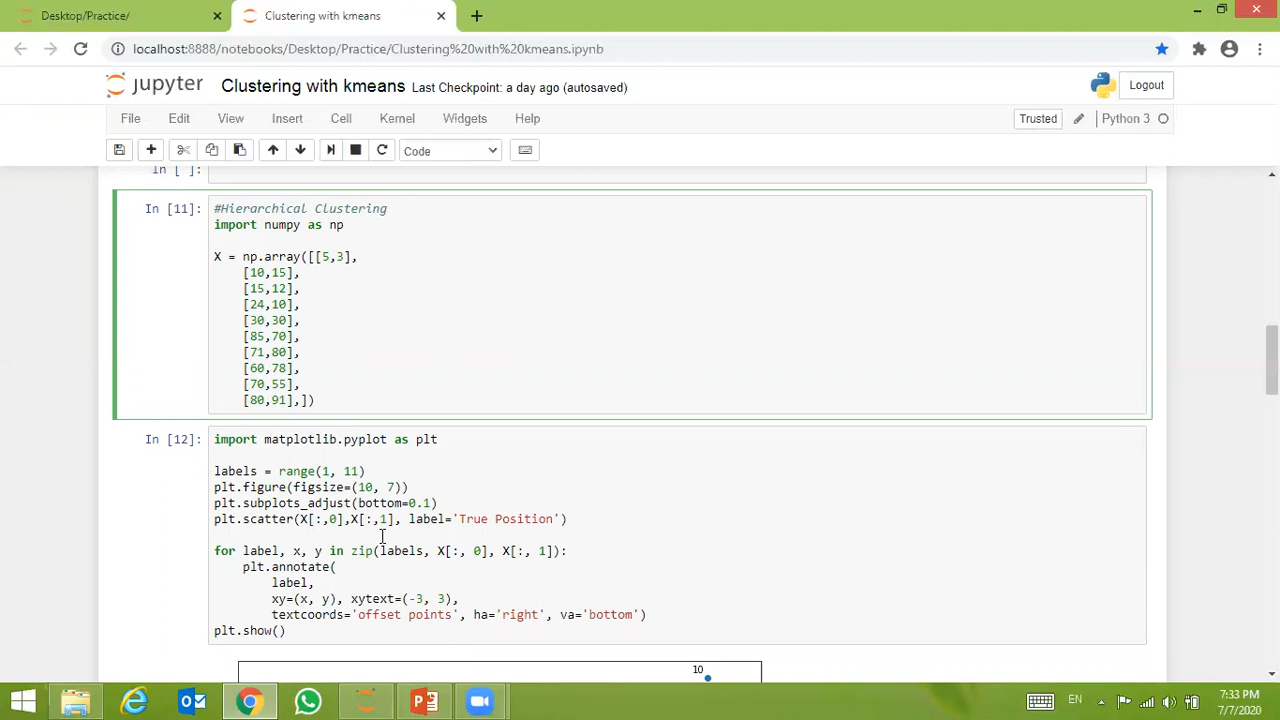 Desktop/Practice/
Clustering with kmeans
localhost:8888/notebooks/Desktop/Practice/Clustering%20with%20kmeans.ipynb
jupyter Clustering with kmeans Last Checkpoint: a day ago (autosaved)
Logout
File Edit View Insert Cell Kernel Widgets Help
Trusted Python 3
Code
In [ ]:
In [11]: #Hierarchical Clustering
import numpy as np
X = np.array([[5,3],
[10,15],
[15,12],
[24,10],
[30,30],
[85,70],
[71,80],
[60,78],
[70,55],
[80,91],])
In [12]: import matplotlib.pyplot as plt
labels = range(1, 11)
plt.figure(figsize=(10, 7))
plt.subplots_adjust(bottom=0.1)
plt.scatter(X[:,0],X[:,1], label='True Position')
for label, x, y in zip(labels, X[:, 0], X[:, 1]):
plt.annotate(
label,
xy=(x, y), xytext=(-3, 3),
textcoords='offset points', ha='right', va='bottom')
plt.show()
10
EN
7:33 PM
7/7/2020